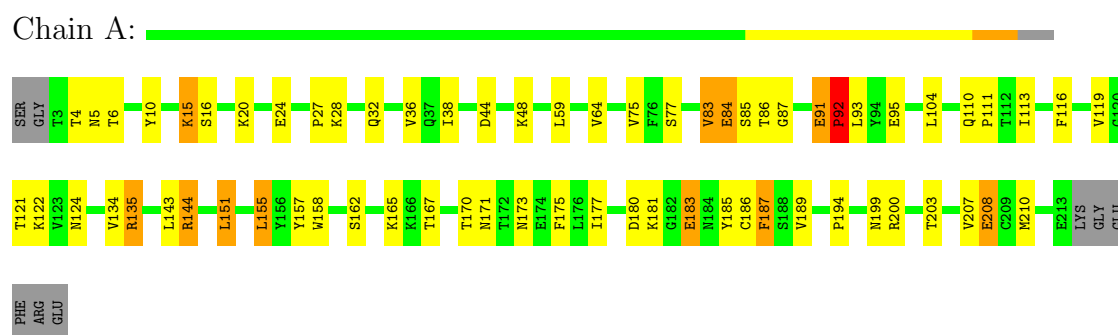 Chain A:
SER GLY T3 T4 N5 T6 Y10 K15 S16 K20 E24 P27 K28 Q32 V36 Q37 I38 D44 K48 L59 V64 V75 F76 S77 V83 E84 S85 T86 G87 E91 P92 L93 Y94 E95 L104 Q110 P111 T112 I113 F116 V119
T121 K122 V123 N124 V134 R135 L143 R144 L151 L155 Y156 Y157 W158 S162 K165 K166 T167 T170 N171 T172 N173 E174 F175 L176 I177 D180 K181 G182 E183 N184 Y185 C186 F187 S188 V189 P194 N199 R200 T203 V207 E208 C209 M210 E213 LYS GLY GLU
PHE ARG GLU